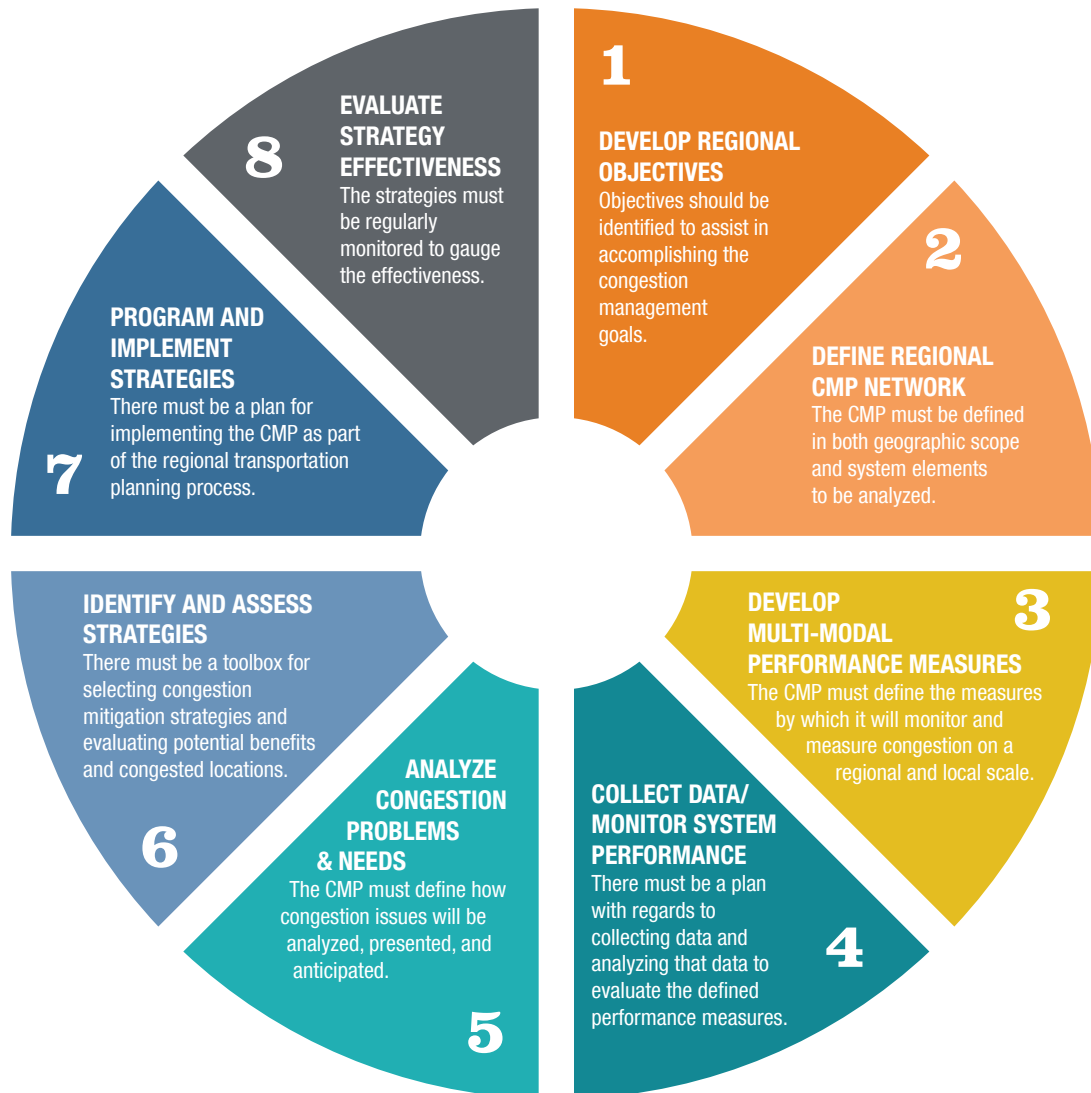 1
DEVELOP REGIONAL
OBJECTIVES
Objectives should be
identified to assist in
accomplishing the
congestion
management
goals.
2
DEFINE REGIONAL
CMP NETWORK
The CMP must be defined
in both geographic scope
and system elements
to be analyzed.
3
DEVELOP
MULTI-MODAL
PERFORMANCE MEASURES
The CMP must define the measures
by which it will monitor and
measure congestion on a
regional and local scale.
COLLECT DATA/
MONITOR SYSTEM
PERFORMANCE
There must be a plan
with regards to
collecting data and
analyzing that data to
evaluate the defined
performance measures.
4
ANALYZE
CONGESTION
PROBLEMS
& NEEDS
The CMP must define how
congestion issues will be
analyzed, presented, and
anticipated.
5
IDENTIFY AND ASSESS
STRATEGIES
There must be a toolbox for
selecting congestion
mitigation strategies and
evaluating potential benefits
and congested locations.
6
PROGRAM AND
IMPLEMENT
STRATEGIES
There must be a plan for
implementing the CMP as part
of the regional transportation
planning process.
7
8
EVALUATE
STRATEGY
EFFECTIVENESS
The strategies must
be regularly
monitored to gauge
the effectiveness.